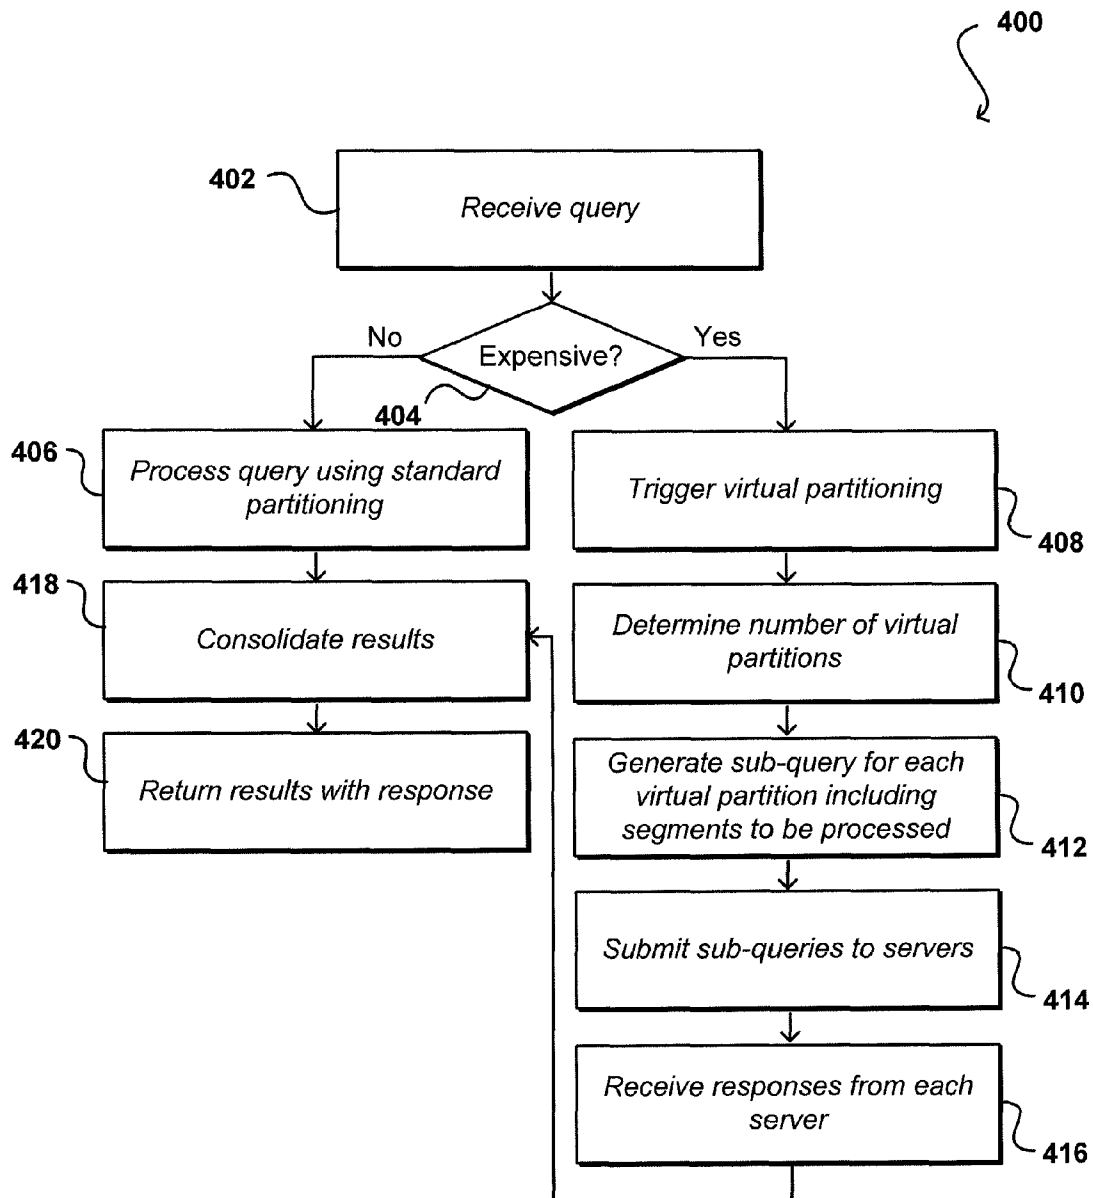 400
402
Receive query
No
Yes
Expensive?
404
406
Process query using standard
partitioning
Trigger virtual partitioning
408
418
Consolidate results
Determine number of virtual
partitions
410
420
Return results with response
Generate sub-query for each
virtual partition including
segments to be processed
412
Submit sub-queries to servers
414
Receive responses from each
server
416